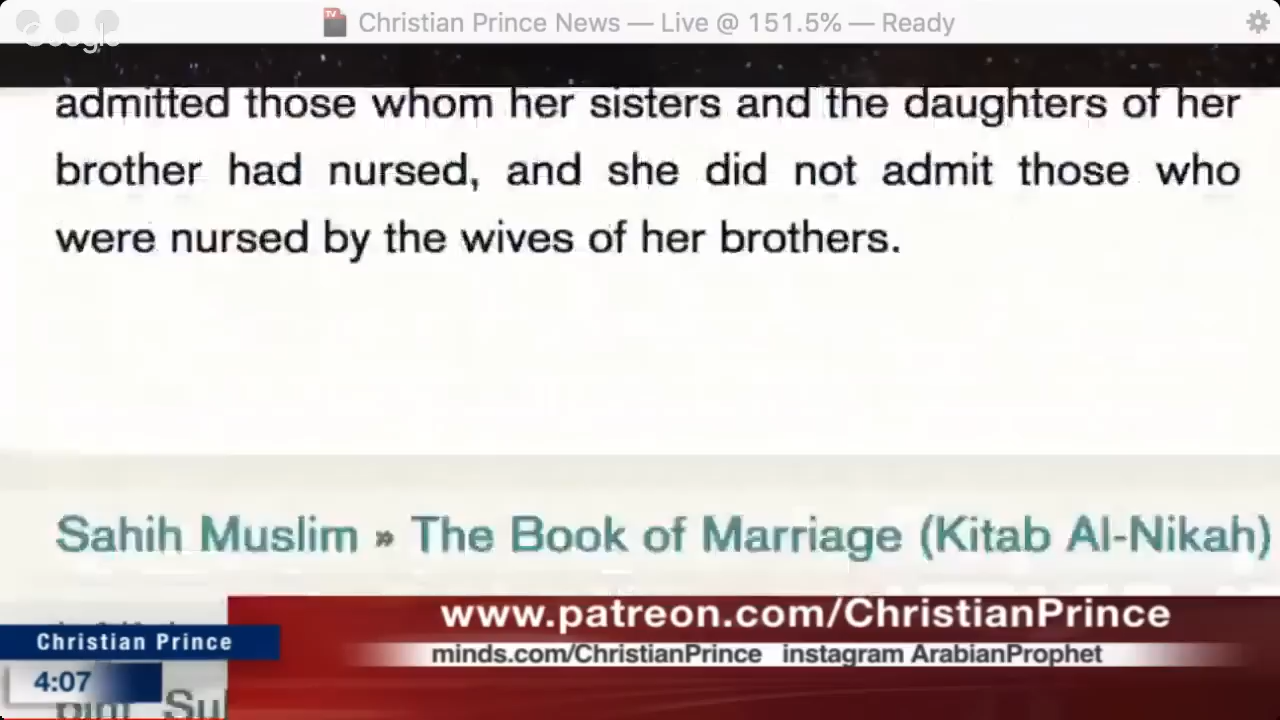 Christian Prince News — Live @ 151.5% — Ready
Google
admitted those whom her sisters and the daughters of her
brother had nursed, and she did not admit those who
were nursed by the wives of her brothers.
Sahih Muslim » The Book of Marriage (Kitab Al-Nikah)
www.patreon.com/ChristianPrince
Christian Prince
minds.com/ChristianPrince instagram ArabianProphet
4:07